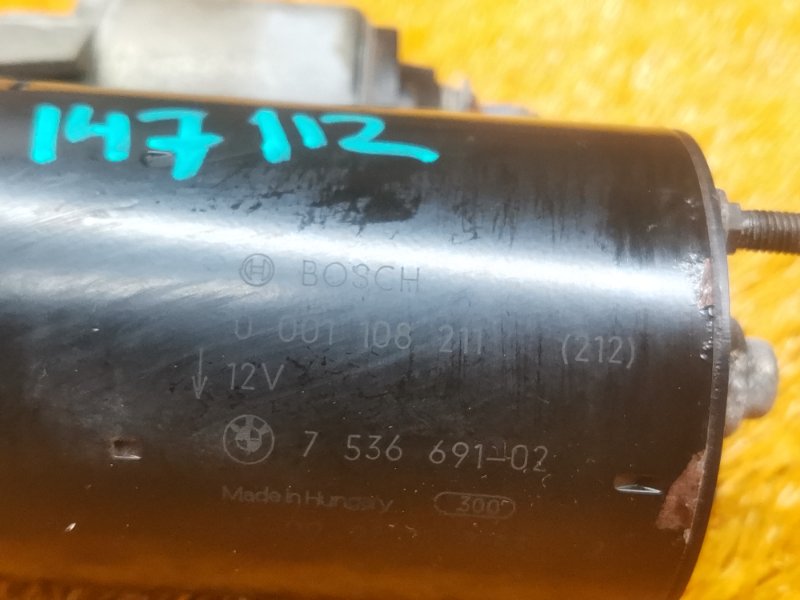 147 112
BOSCH
0 001 108 211 (212)
12V
7 536 691-02
Made in Hungary 300